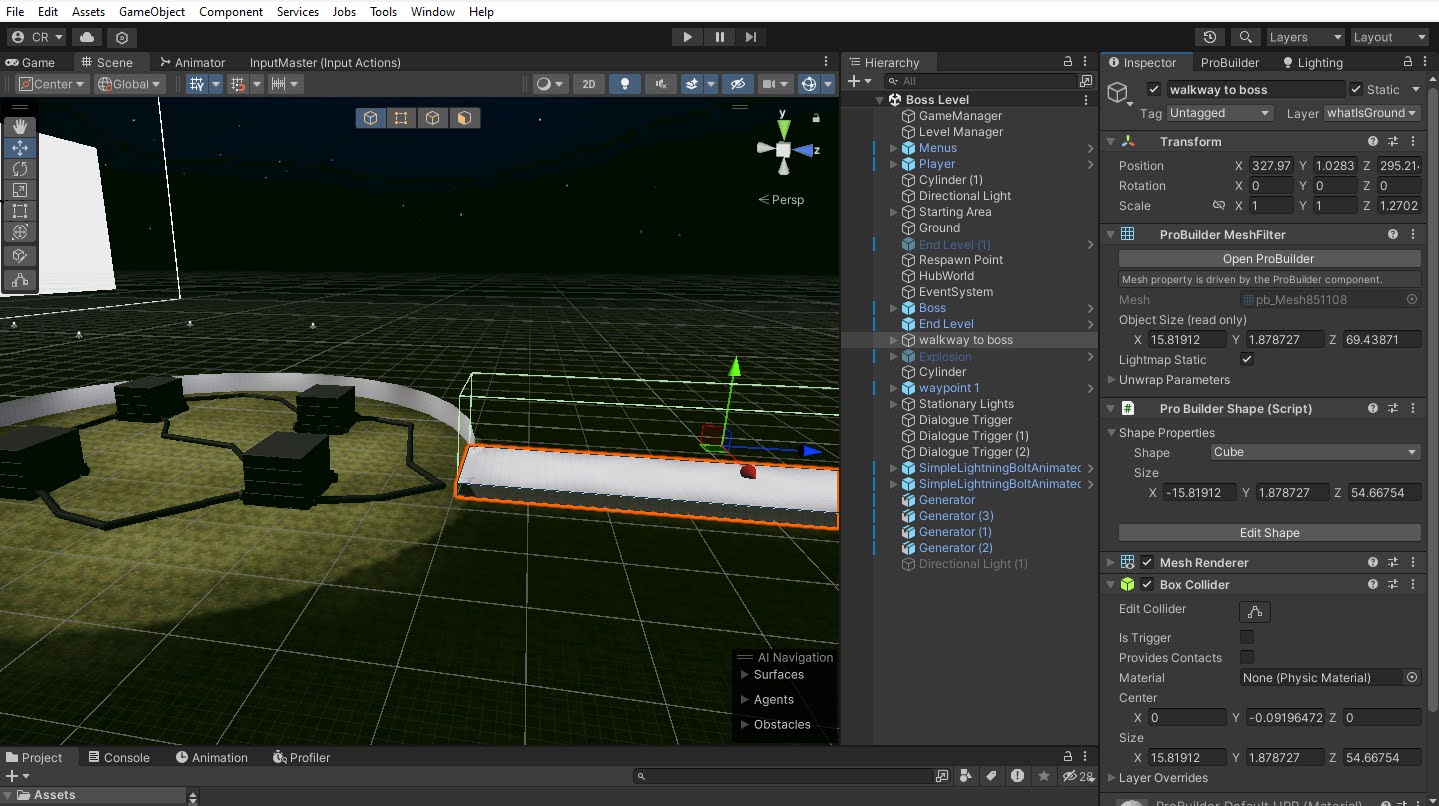 File Edit Assets GameObject Component Services Jobs Tools Window Help
CR Layers Layout
Game Scene Animator InputMaster (Input Actions)
Center Global 2D
y
z
Persp
AI Navigation
Surfaces
Agents
Obstacles
Hierarchy
All
Boss Level
GameManager
Level Manager
Menus
Player
Cylinder (1)
Directional Light
Starting Area
Ground
End Level (1)
Respawn Point
HubWorld
EventSystem
Boss
End Level
walkway to boss
Explosion
Cylinder
waypoint 1
Stationary Lights
Dialogue Trigger
Dialogue Trigger (1)
Dialogue Trigger (2)
SimpleLightningBoltAnimated
SimpleLightningBoltAnimated
Generator
Generator (3)
Generator (1)
Generator (2)
Directional Light (1)
Inspector ProBuilder Lighting
walkway to boss Static
Tag Untagged Layer whatIsGround
Transform
Position X 327.97 Y 1.0283 Z 295.21
Rotation X 0 Y 0 Z 0
Scale X 1 Y 1 Z 1.2702
ProBuilder MeshFilter
Open ProBuilder
Mesh property is driven by the ProBuilder component.
Mesh pb_Mesh851108
Object Size (read only)
X 15.81912 Y 1.878727 Z 69.43871
Lightmap Static
Unwrap Parameters
# Pro Builder Shape (Script)
Shape Properties
Shape Cube
Size
X -15.81912 Y 1.878727 Z 54.66754
Edit Shape
Mesh Renderer
Box Collider
Edit Collider
Is Trigger
Provides Contacts
Material None (Physic Material)
Center
X 0 Y -0.09196472 Z 0
Size
X 15.81912 Y 1.878727 Z 54.66754
Layer Overrides
ProBuilder Default URP (Material)
Project Console Animation Profiler
28
Assets